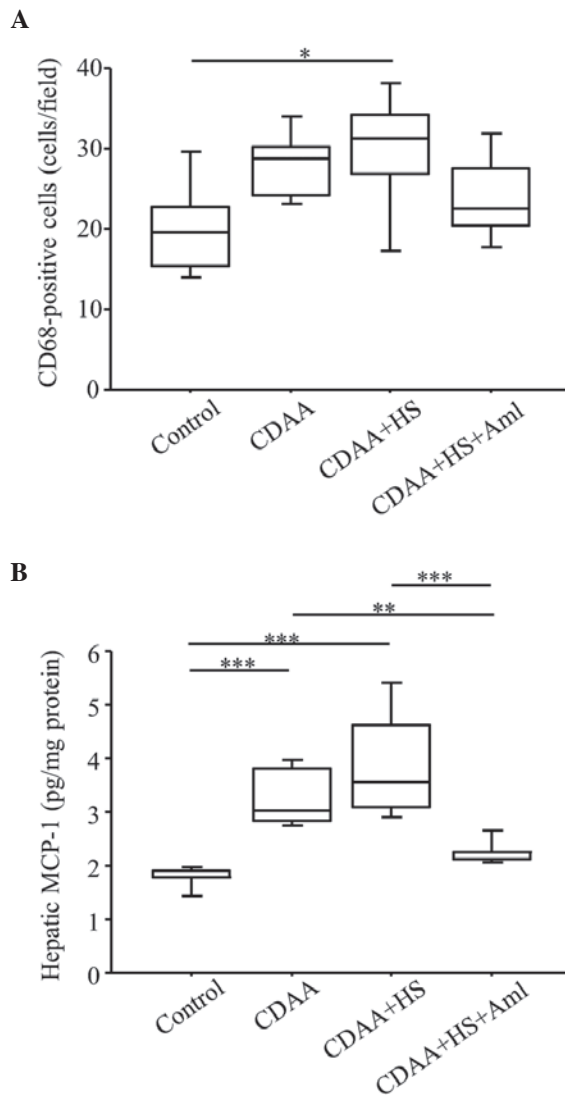 A
*
CD68-positive cells (cells/field)
40
30
20
10
0
Control
CDAA
CDAA+HS
CDAA+HS+Aml
B
***
**
***
***
Hepatic MCP-1 (pg/mg protein)
6
5
4
3
2
1
0
Control
CDAA
CDAA+HS
CDAA+HS+Aml